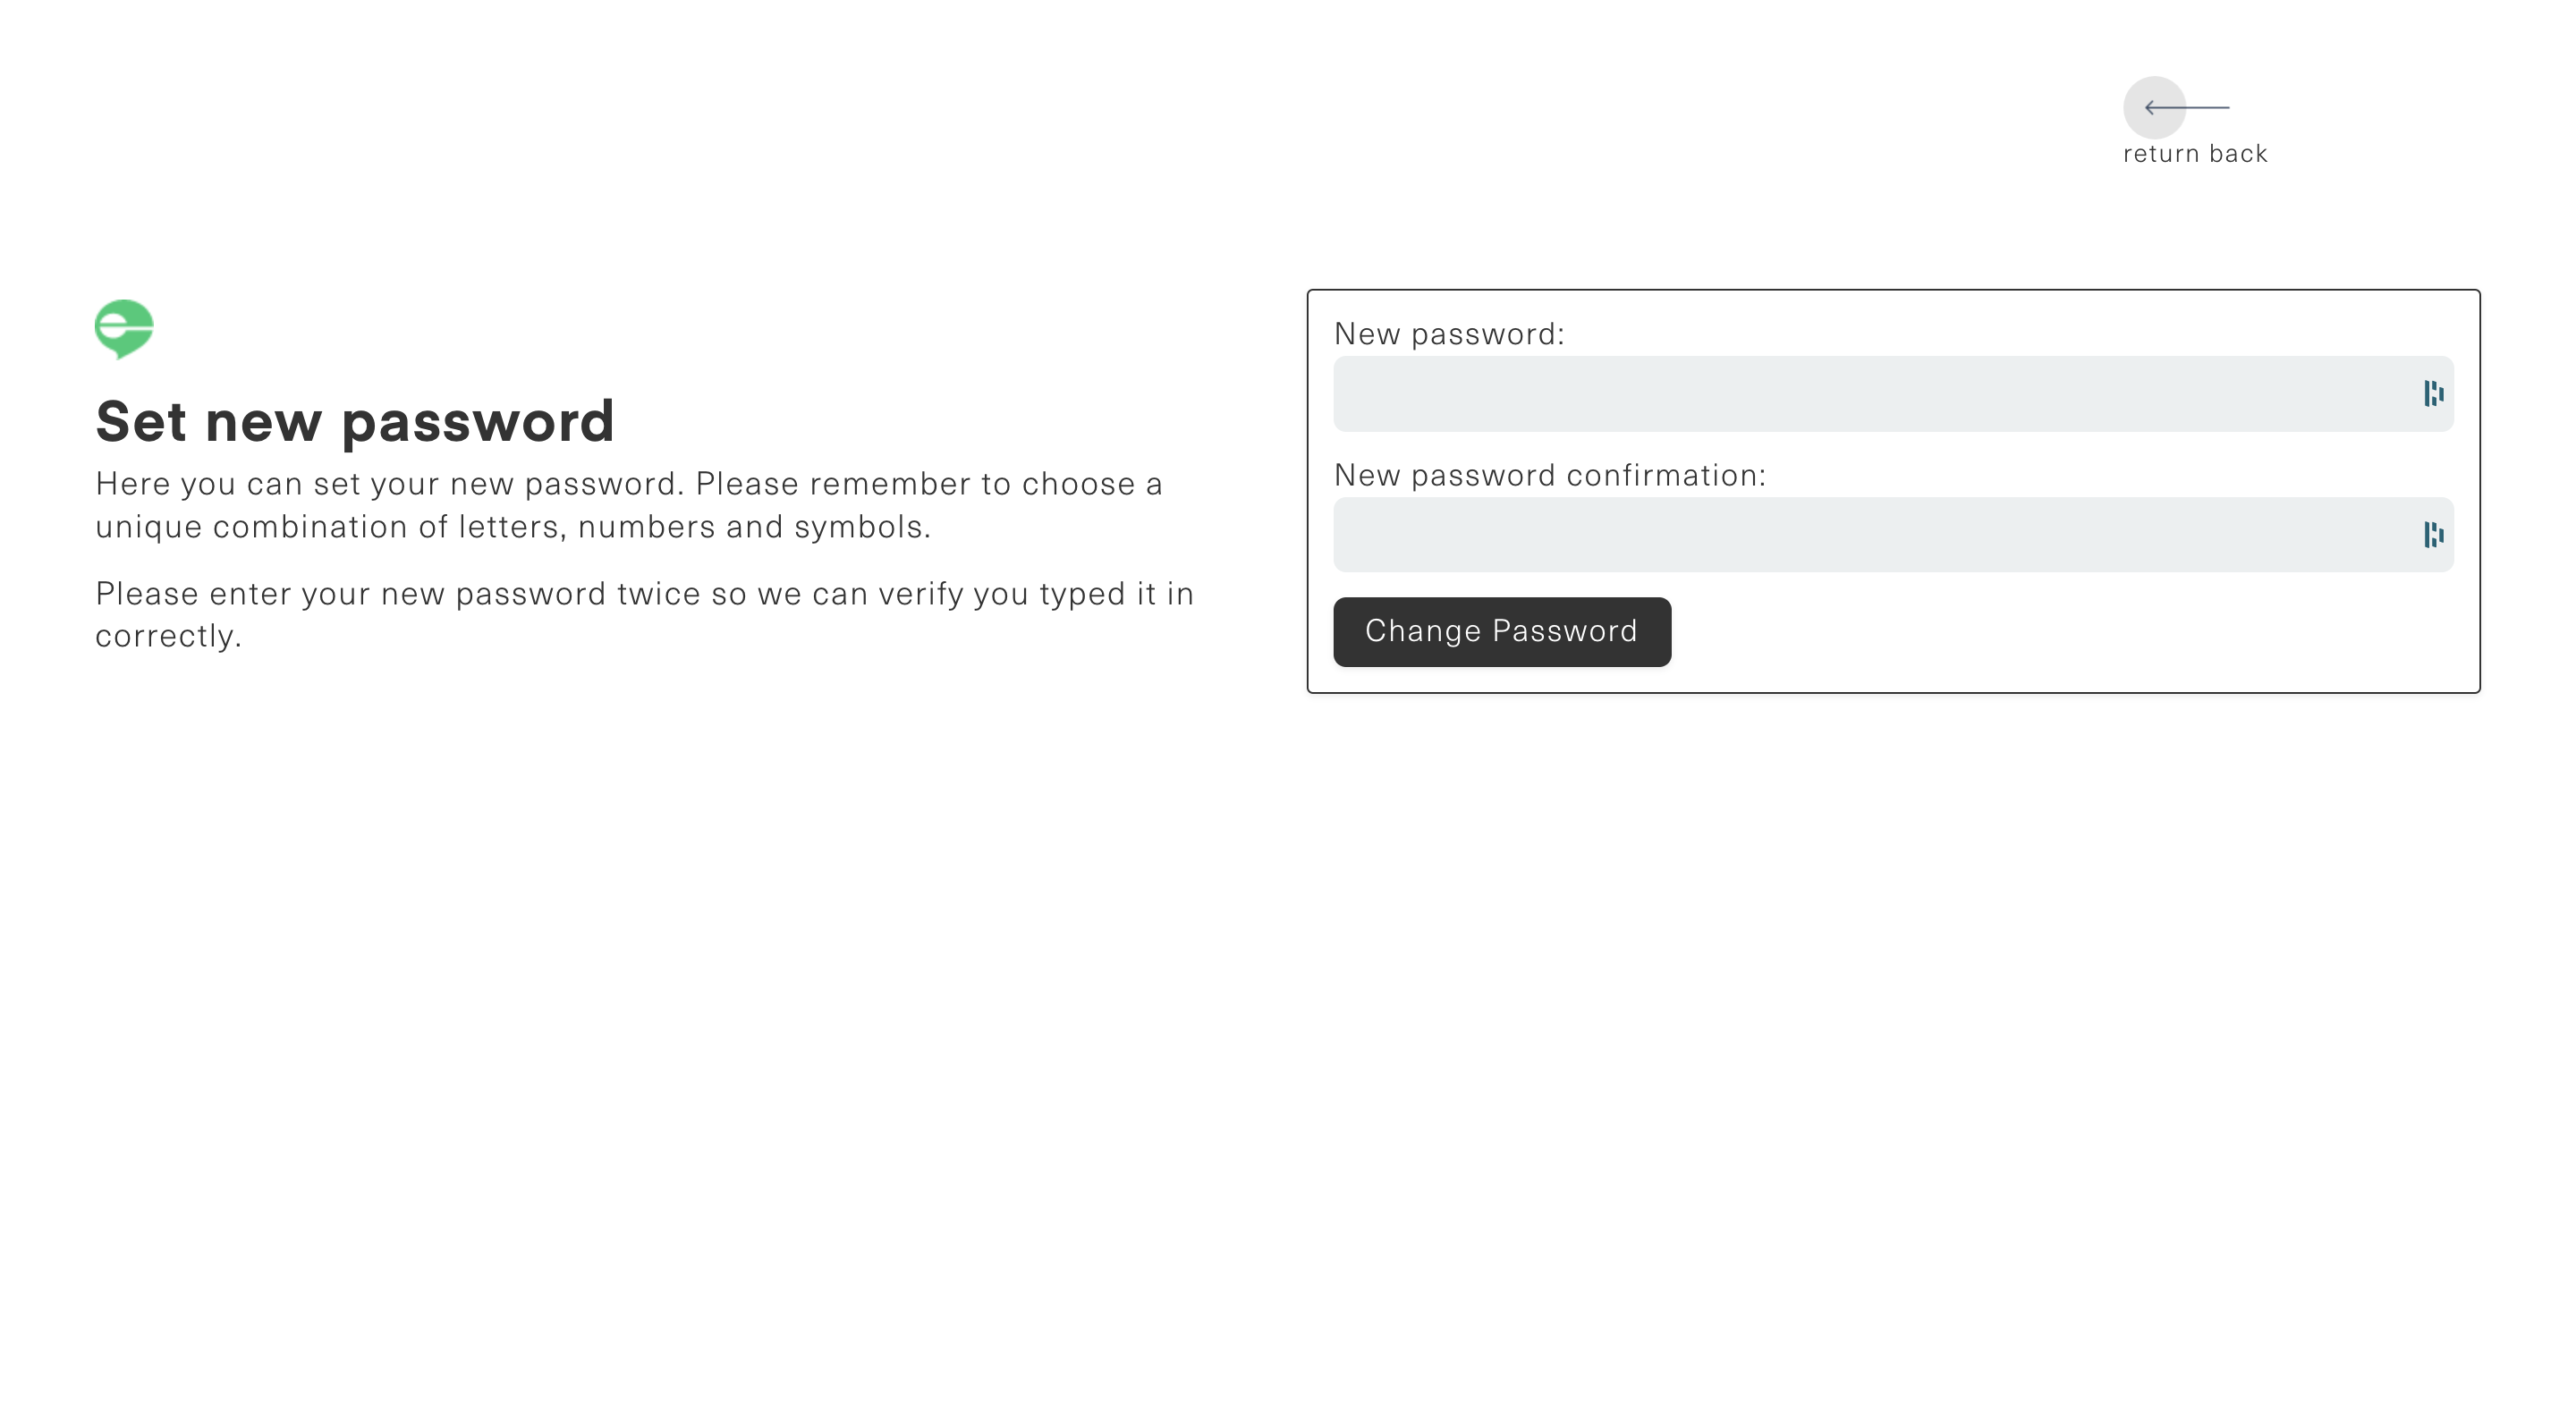 return back
Set new password
Here you can set your new password. Please remember to choose a
unique combination of letters, numbers and symbols.
Please enter your new password twice so we can verify you typed it in
correctly.
New password:
New password confirmation:
Change Password